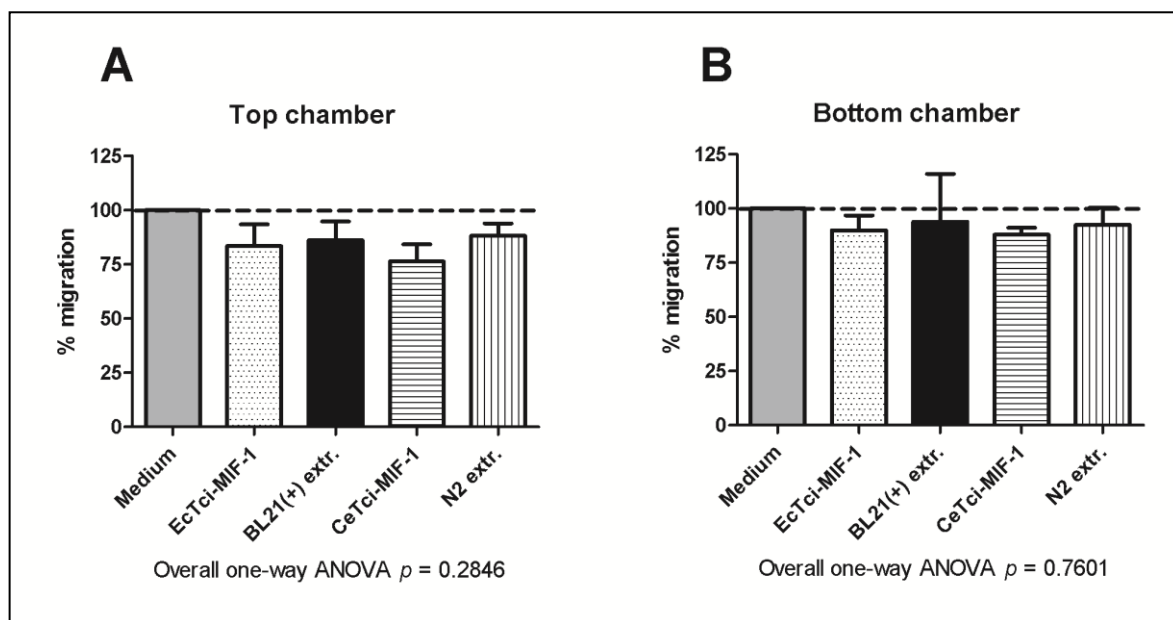 A
Top chamber
% migration
125
100
75
50
25
0
Medium
EcTci-MIF-1
BL21(+) extr.
CeTci-MIF-1
N2 extr.
Overall one-way ANOVA p = 0.2846
B
Bottom chamber
% migration
125
100
75
50
25
0
Medium
EcTci-MIF-1
BL21(+) extr.
CeTci-MIF-1
N2 extr.
Overall one-way ANOVA p = 0.7601